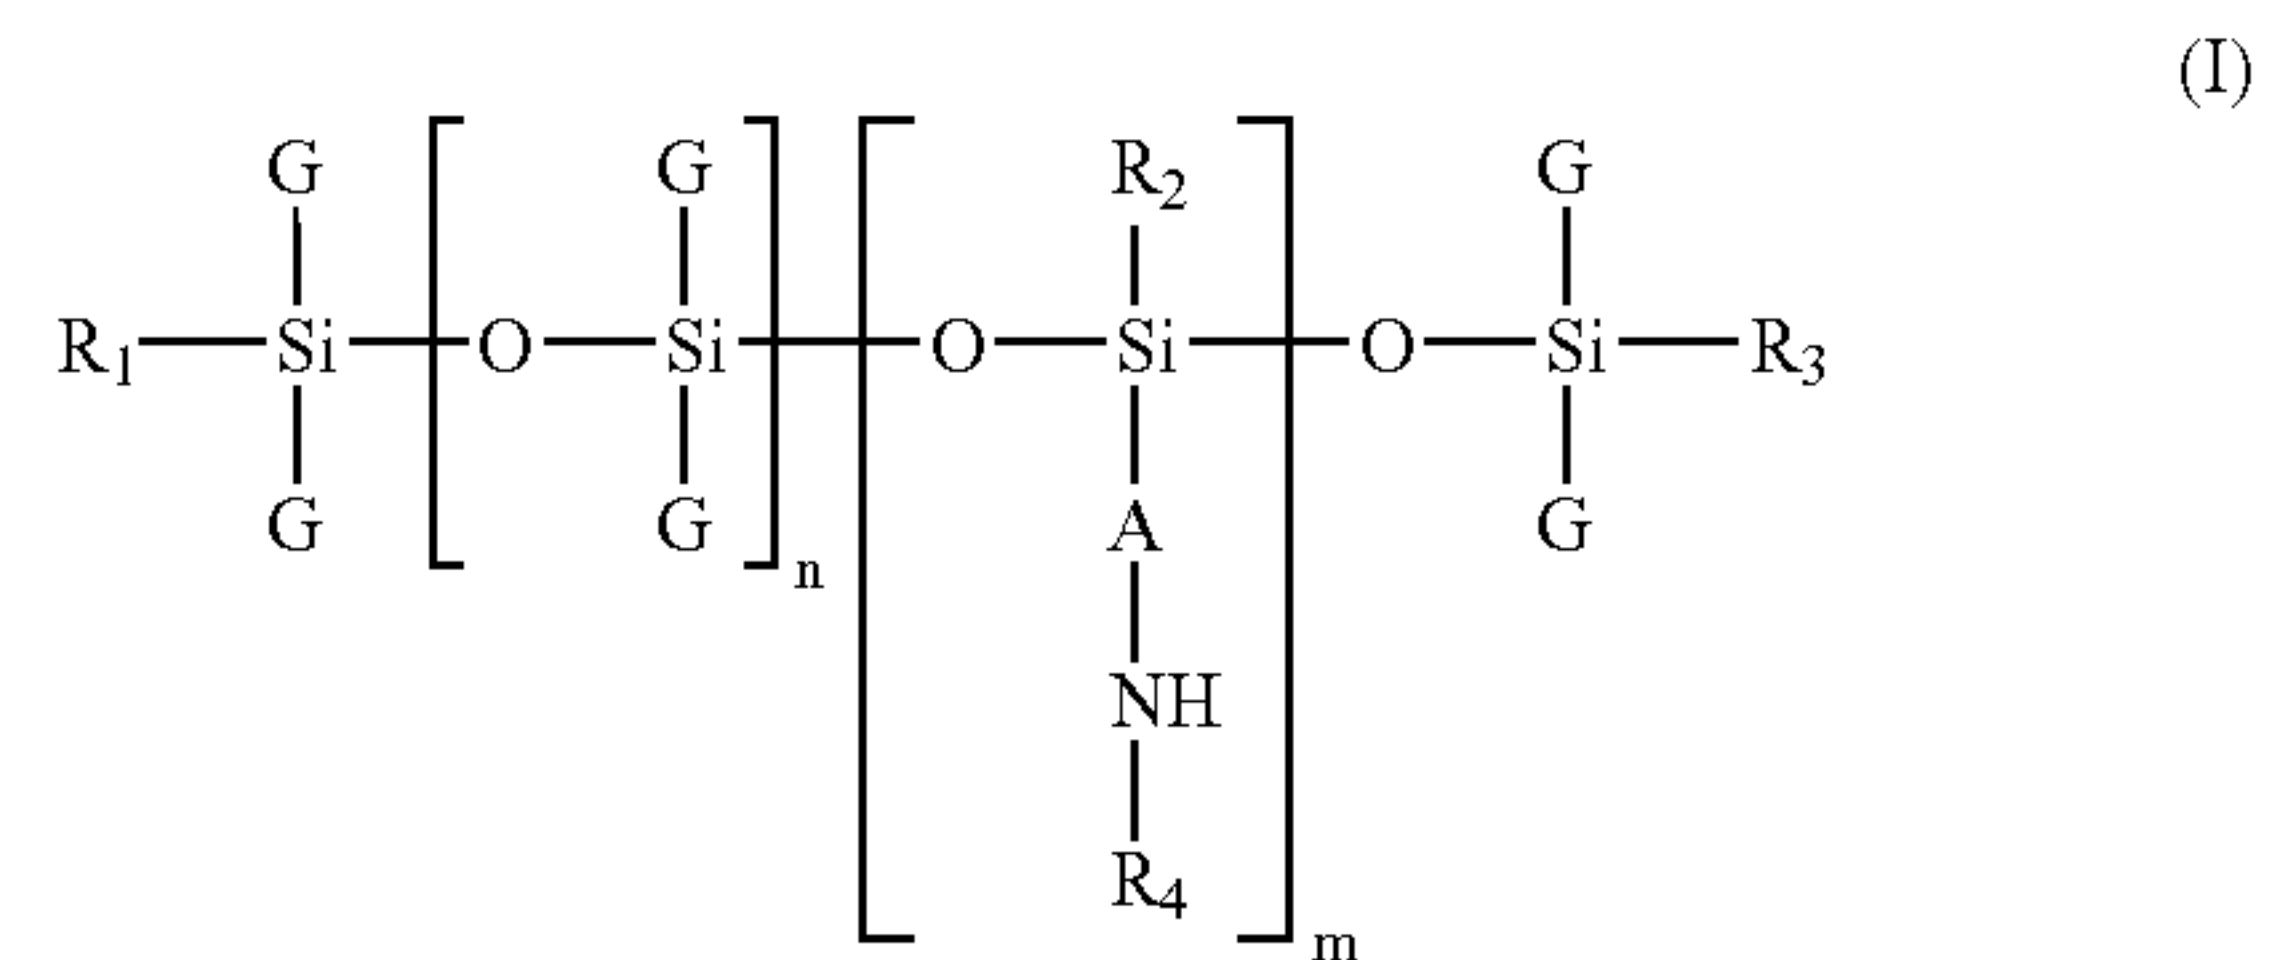 (I)
G G R2 G
R1 Si O Si O Si O Si R3
G G A G
n
NH
R4
m